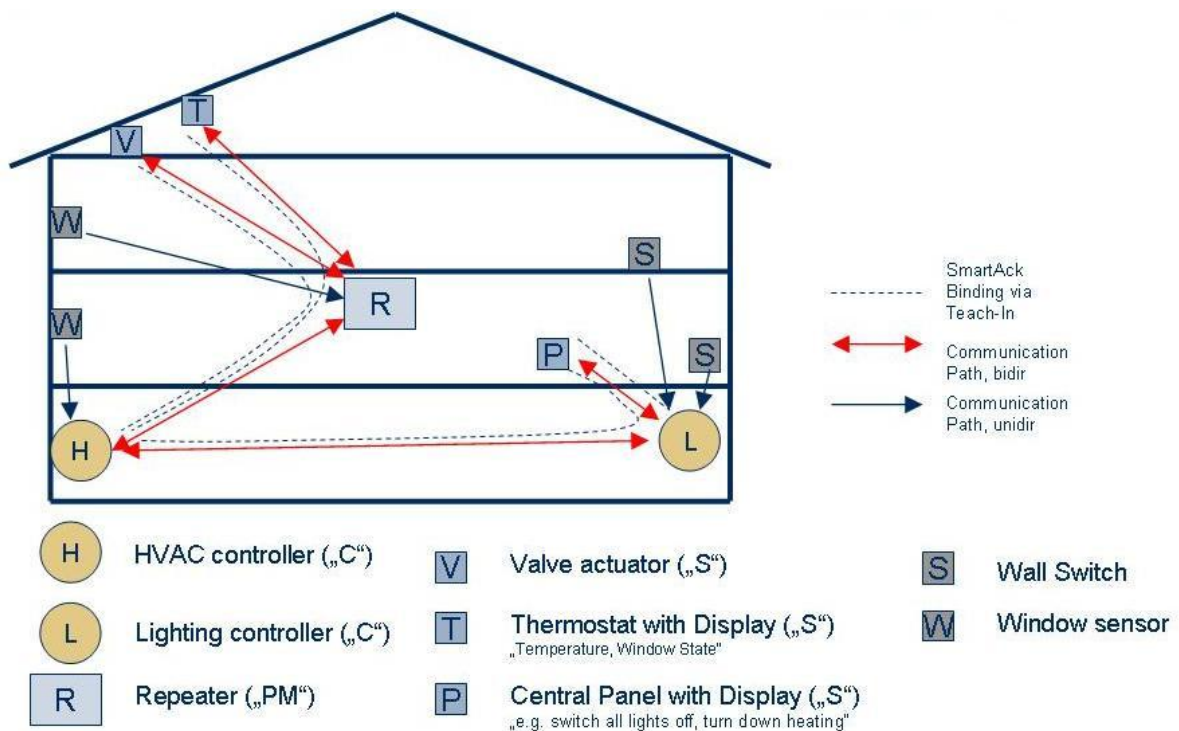 T
V
W
S
R
W
P
S
H
L
SmartAck
Binding via
Teach-In
Communication
Path, bidir
Communication
Path, unidir
H HVAC controller („C“)
V Valve actuator („S“)
S Wall Switch
L Lighting controller („C“)
T Thermostat with Display („S“)
„Temperature, Window State“
W Window sensor
R Repeater („PM“)
P Central Panel with Display („S“)
„e.g. switch all lights off, turn down heating“